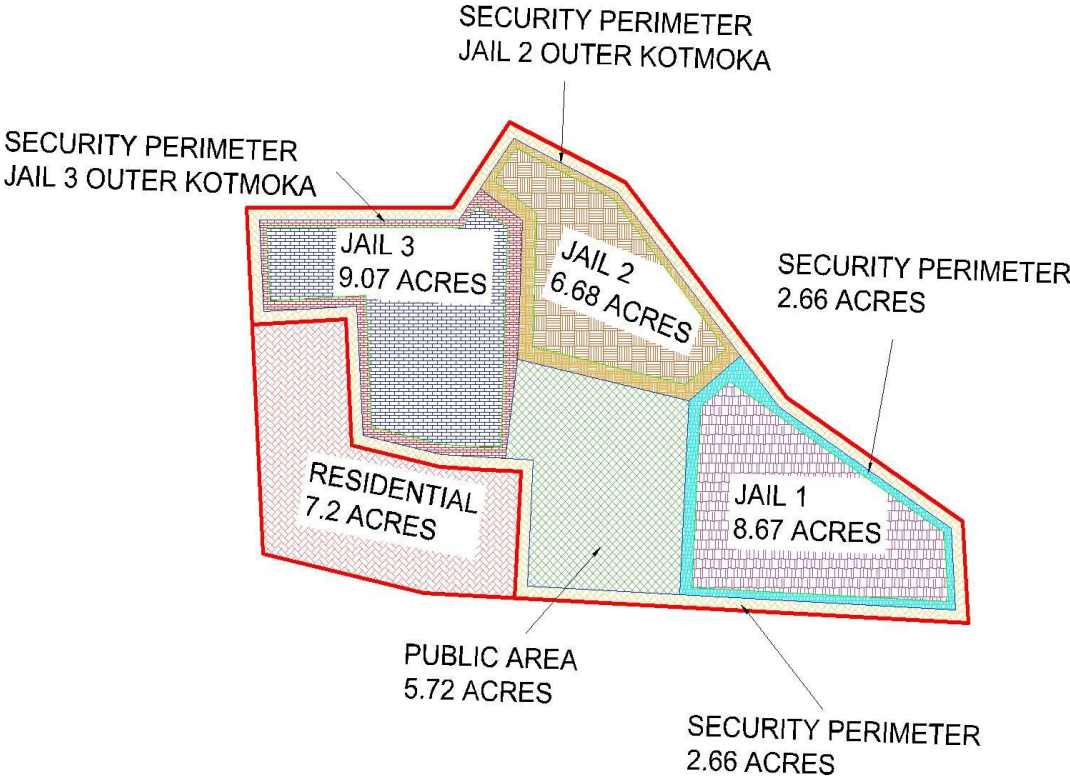 SECURITY PERIMETER
JAIL 2 OUTER KOTMOKA
SECURITY PERIMETER
JAIL 3 OUTER KOTMOKA
JAIL 3
9.07 ACRES
JAIL 2
6.68 ACRES
SECURITY PERIMETER
2.66 ACRES
RESIDENTIAL
7.2 ACRES
JAIL 1
8.67 ACRES
PUBLIC AREA
5.72 ACRES
SECURITY PERIMETER
2.66 ACRES